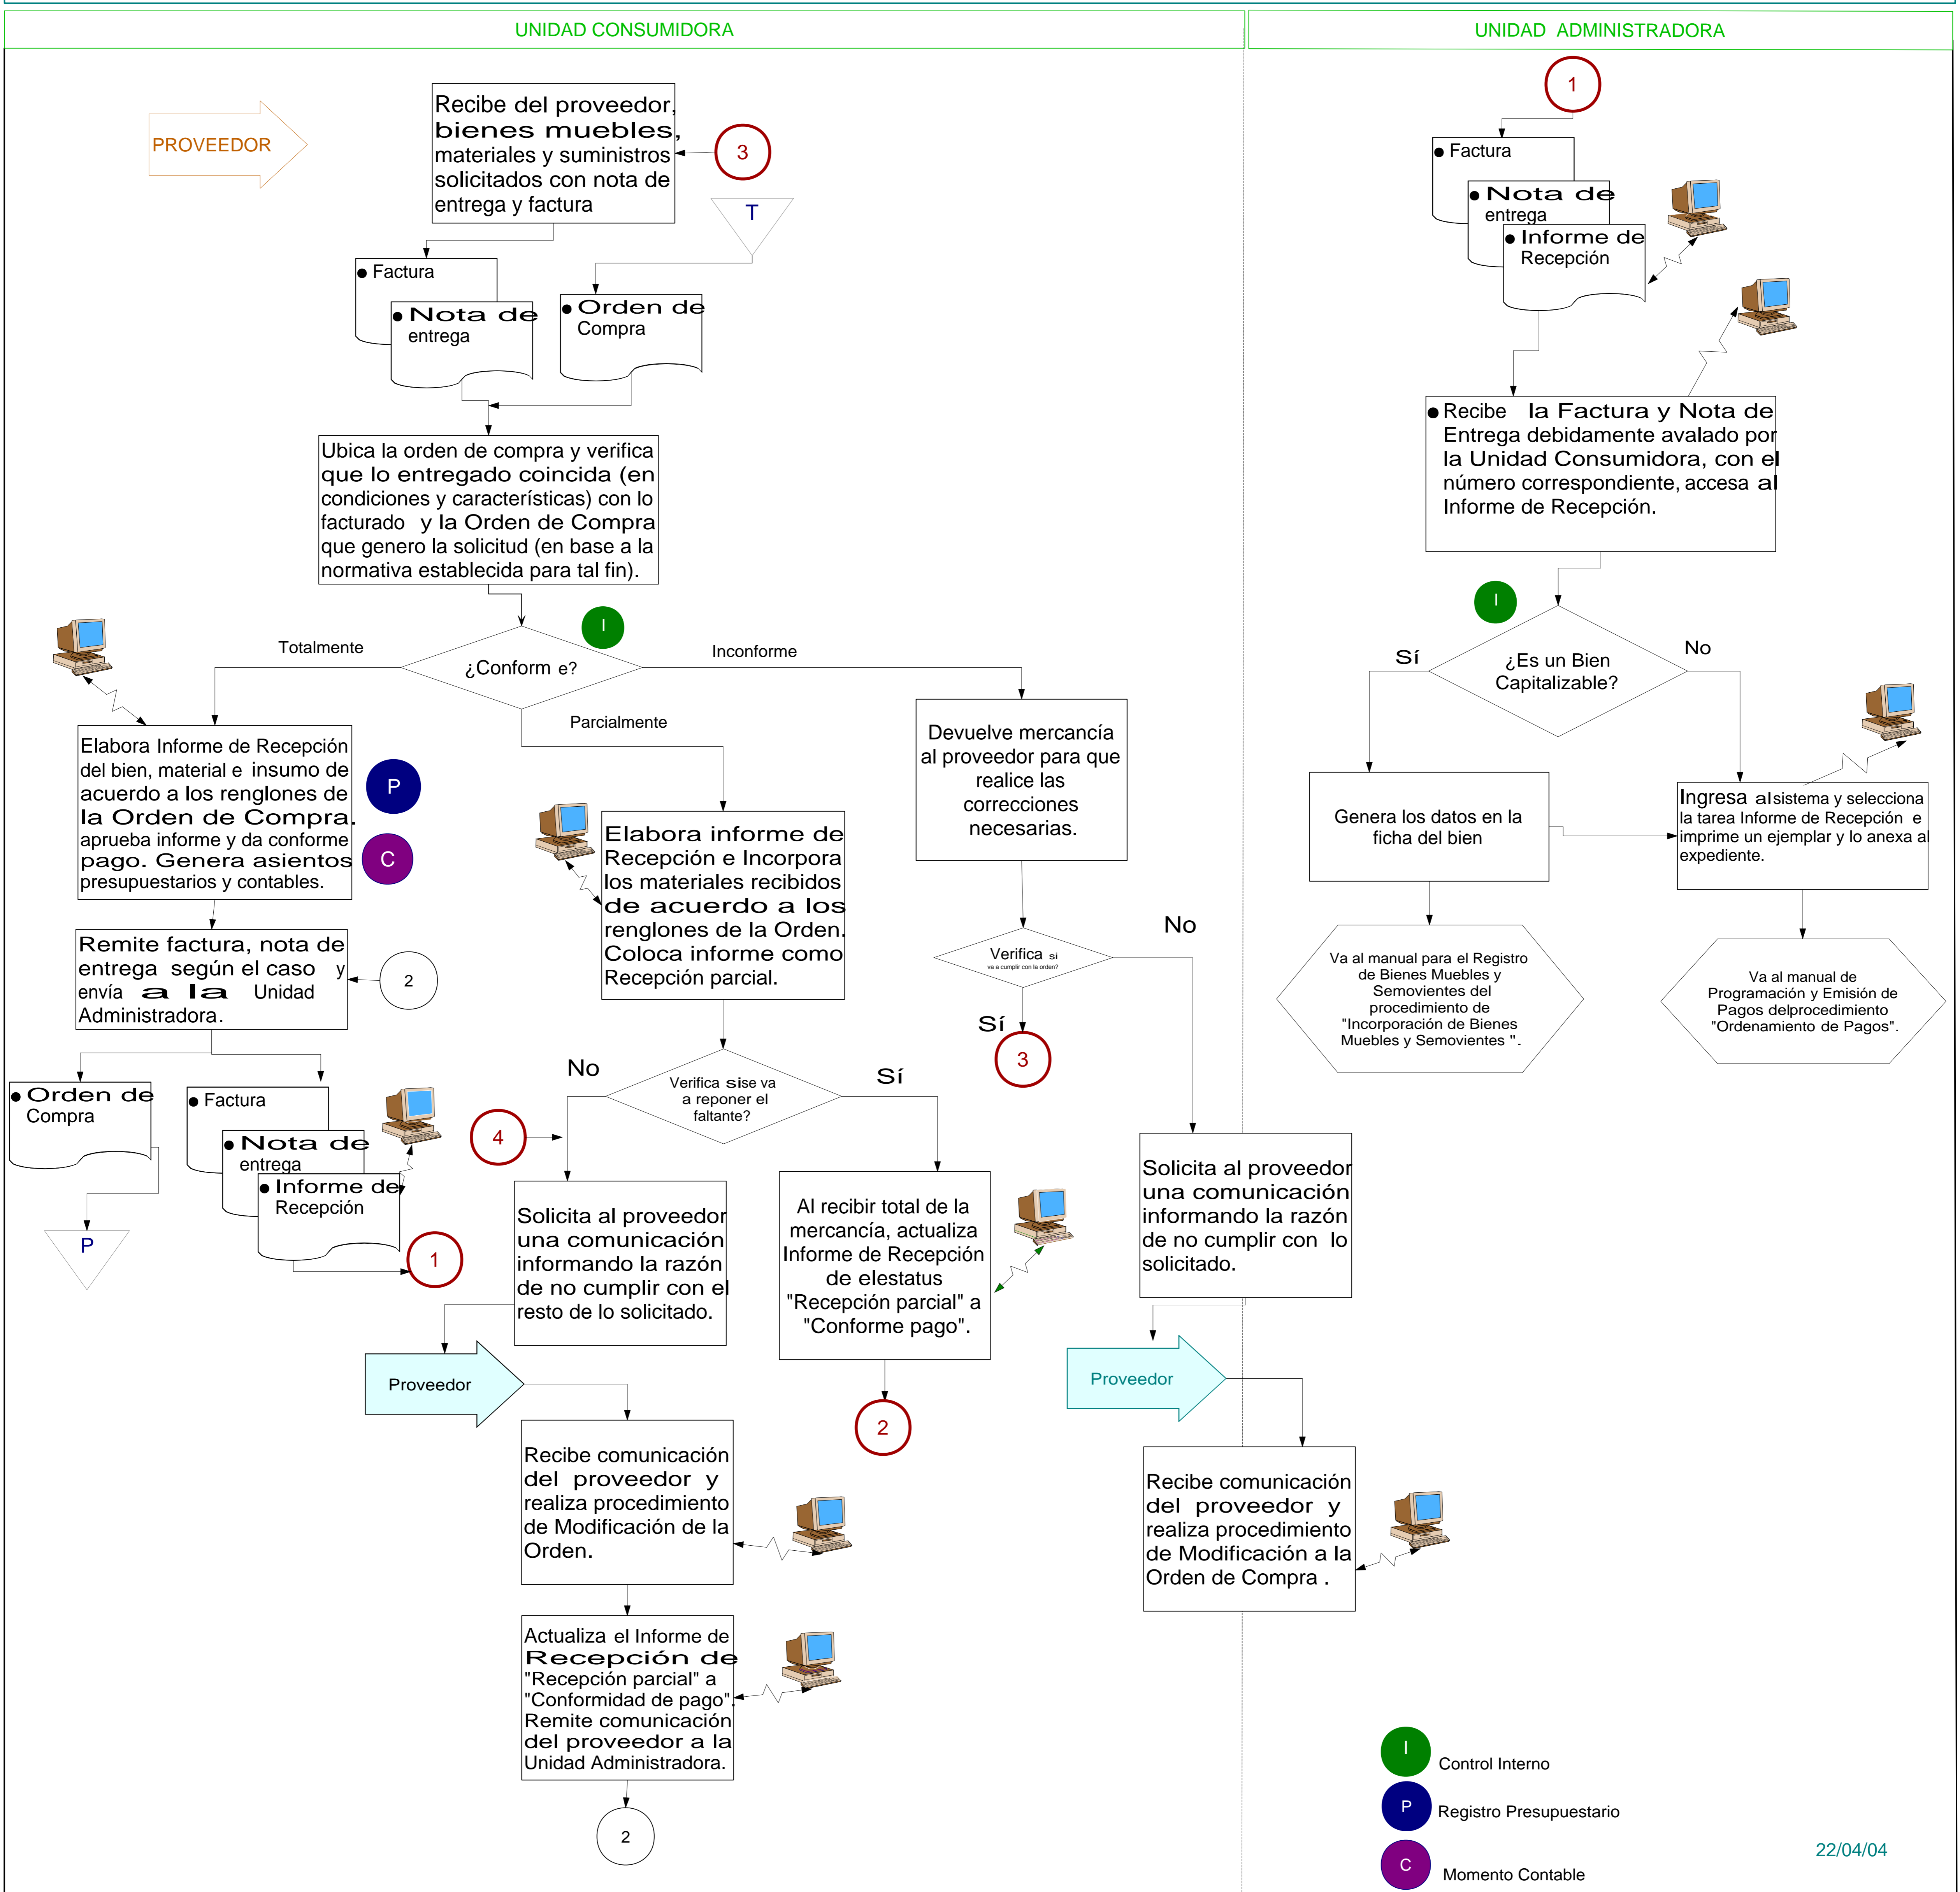 UNIDAD CONSUMIDORA
UNIDAD ADMINISTRADORA
PROVEEDOR
Recibe del proveedor,
bienes muebles,
materiales y suministros
solicitados con nota de
entrega y factura
3
T
Factura
Nota de
entrega
Orden de
Compra
Ubica la orden de compra y verifica
que lo entregado coincida (en
condiciones y características) con lo
facturado y la Orden de Compra
que genero la solicitud (en base a la
normativa establecida para tal fin).
I
¿Conform e?
Totalmente
Inconforme
Parcialmente
Elabora Informe de Recepción
del bien, material e insumo de
acuerdo a los renglones de
la Orden de Compra.
aprueba informe y da conforme
pago. Genera asientos
presupuestarios y contables.
P
C
Remite factura, nota de
entrega según el caso y
envía a la Unidad
Administradora.
2
Orden de
Compra
P
Factura
Nota de
entrega
Informe de
Recepción
1
Elabora informe de
Recepción e Incorpora
los materiales recibidos
de acuerdo a los
renglones de la Orden.
Coloca informe como
Recepción parcial.
Verifica sise va
a reponer el
faltante?
No
Sí
4
Solicita al proveedor
una comunicación
informando la razón
de no cumplir con el
resto de lo solicitado.
Proveedor
Recibe comunicación
del proveedor y
realiza procedimiento
de Modificación de la
Orden.
Actualiza el Informe de
Recepción de
"Recepción parcial" a
"Conformidad de pago".
Remite comunicación
del proveedor a la
Unidad Administradora.
2
Al recibir total de la
mercancía, actualiza
Informe de Recepción
de elestatus
"Recepción parcial" a
"Conforme pago".
2
Devuelve mercancía
al proveedor para que
realice las
correcciones
necesarias.
Verifica si
va a cumplir con la orden?
No
Sí
3
Solicita al proveedor
una comunicación
informando la razón
de no cumplir con lo
solicitado.
Proveedor
Recibe comunicación
del proveedor y
realiza procedimiento
de Modificación a la
Orden de Compra .
1
Factura
Nota de
entrega
Informe de
Recepción
Recibe la Factura y Nota de
Entrega debidamente avalado por
la Unidad Consumidora, con el
número correspondiente, accesa al
Informe de Recepción.
I
¿Es un Bien
Capitalizable?
Sí
No
Genera los datos en la
ficha del bien
Ingresa alsistema y selecciona
la tarea Informe de Recepción e
imprime un ejemplar y lo anexa al
expediente.
Va al manual para el Registro
de Bienes Muebles y
Semovientes del
procedimiento de
"Incorporación de Bienes
Muebles y Semovientes ".
Va al manual de
Programación y Emisión de
Pagos delprocedimiento
"Ordenamiento de Pagos".
I
Control Interno
P
Registro Presupuestario
C
Momento Contable
22/04/04